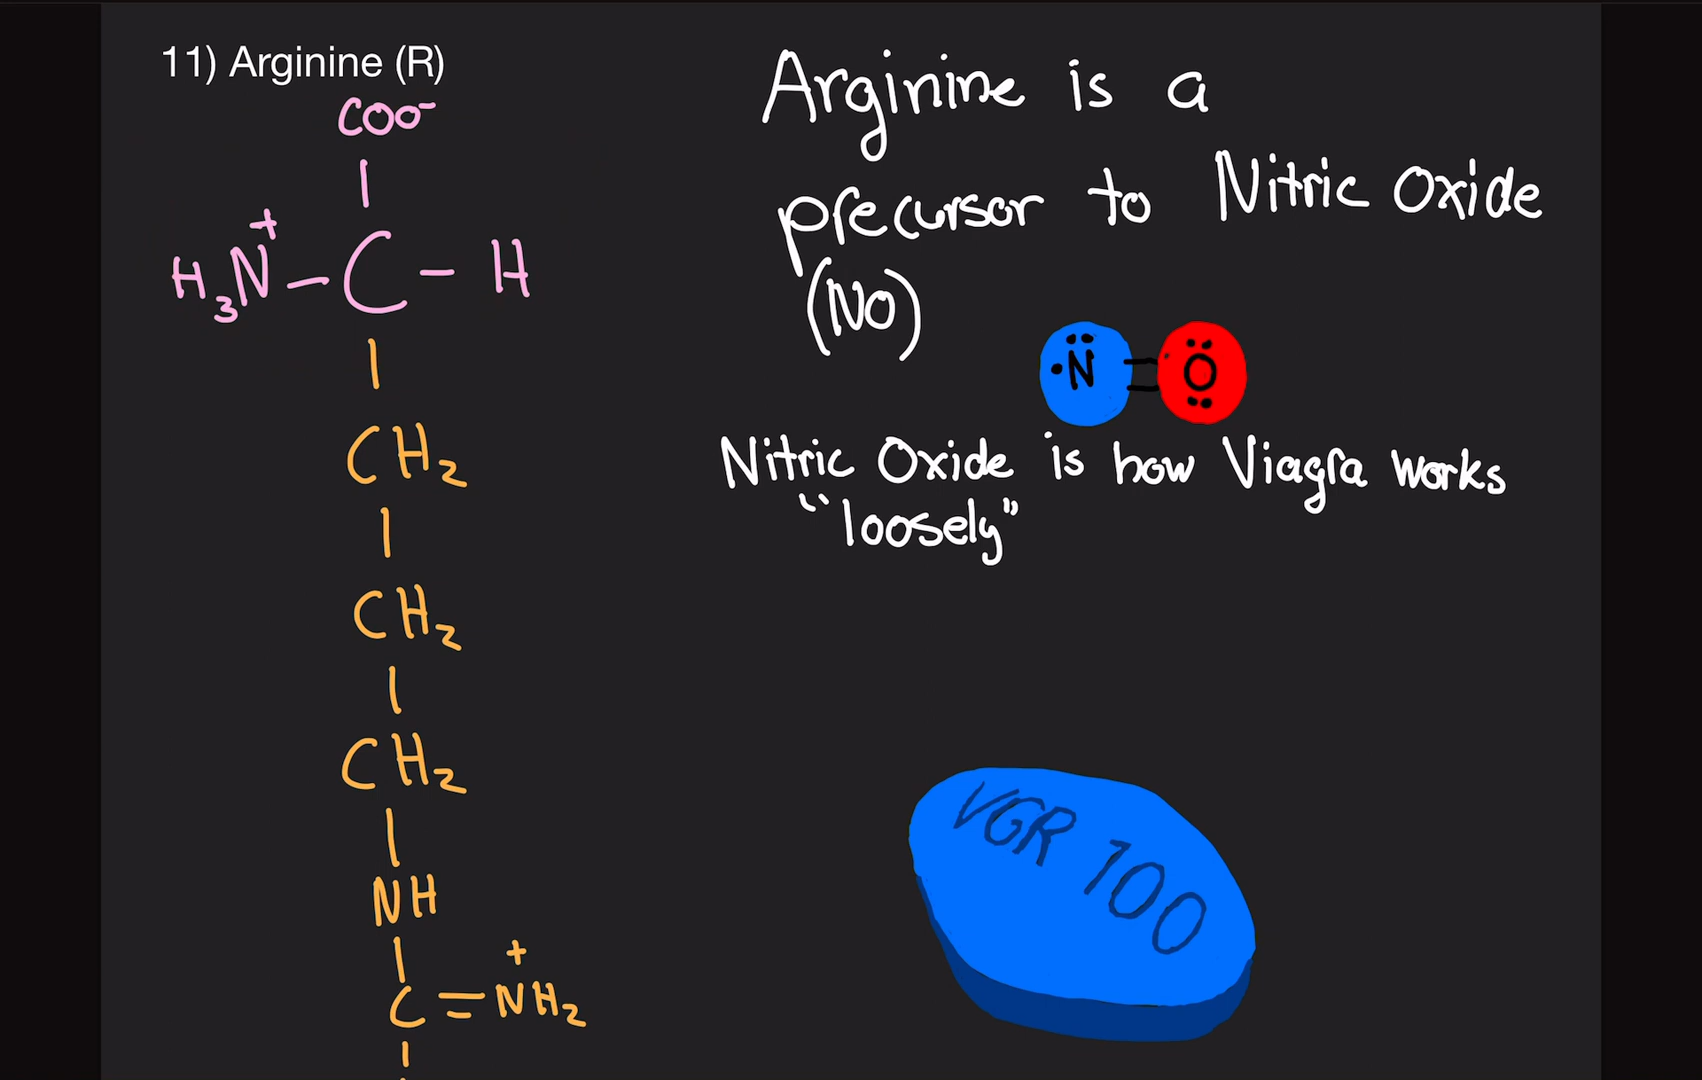 11) Arginine (R)
COO⁻
H₃N⁺ – C – H
CH₂
CH₂
CH₂
NH
C = NH₂⁺
Arginine is a
precursor to Nitric Oxide
(NO)
N = O
Nitric Oxide is how Viagra works
"loosely"
VGR 100